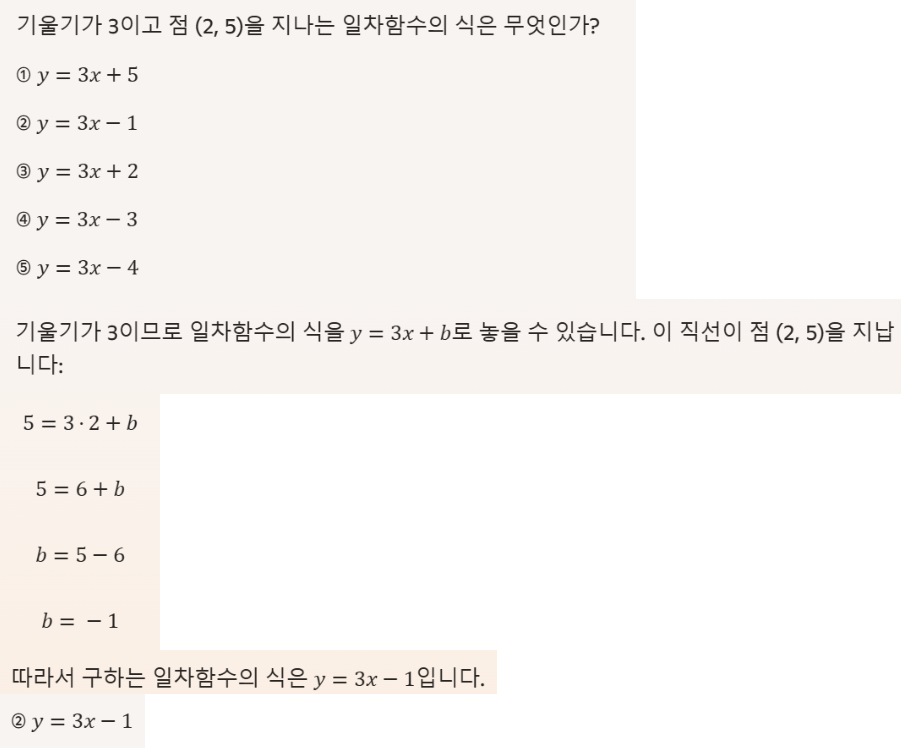 기울기가 3이고 점 (2, 5)을 지나는 일차함수의 식은 무엇인가?
① y = 3x + 5
② y = 3x − 1
③ y = 3x + 2
④ y = 3x − 3
⑤ y = 3x − 4
기울기가 3이므로 일차함수의 식을 y = 3x + b로 놓을 수 있습니다. 이 직선이 점 (2, 5)을 지납
니다:
5 = 3 · 2 + b
5 = 6 + b
b = 5 − 6
b = − 1
따라서 구하는 일차함수의 식은 y = 3x − 1입니다.
② y = 3x − 1